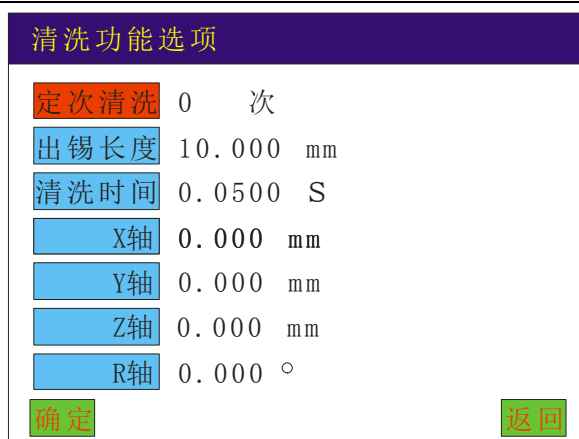 清洗功能选项
定次清洗 0 次
出锡长度 10.000 mm
清洗时间 0.0500 S
X轴 0.000 mm
Y轴 0.000 mm
Z轴 0.000 mm
R轴 0.000 °
确定 返回